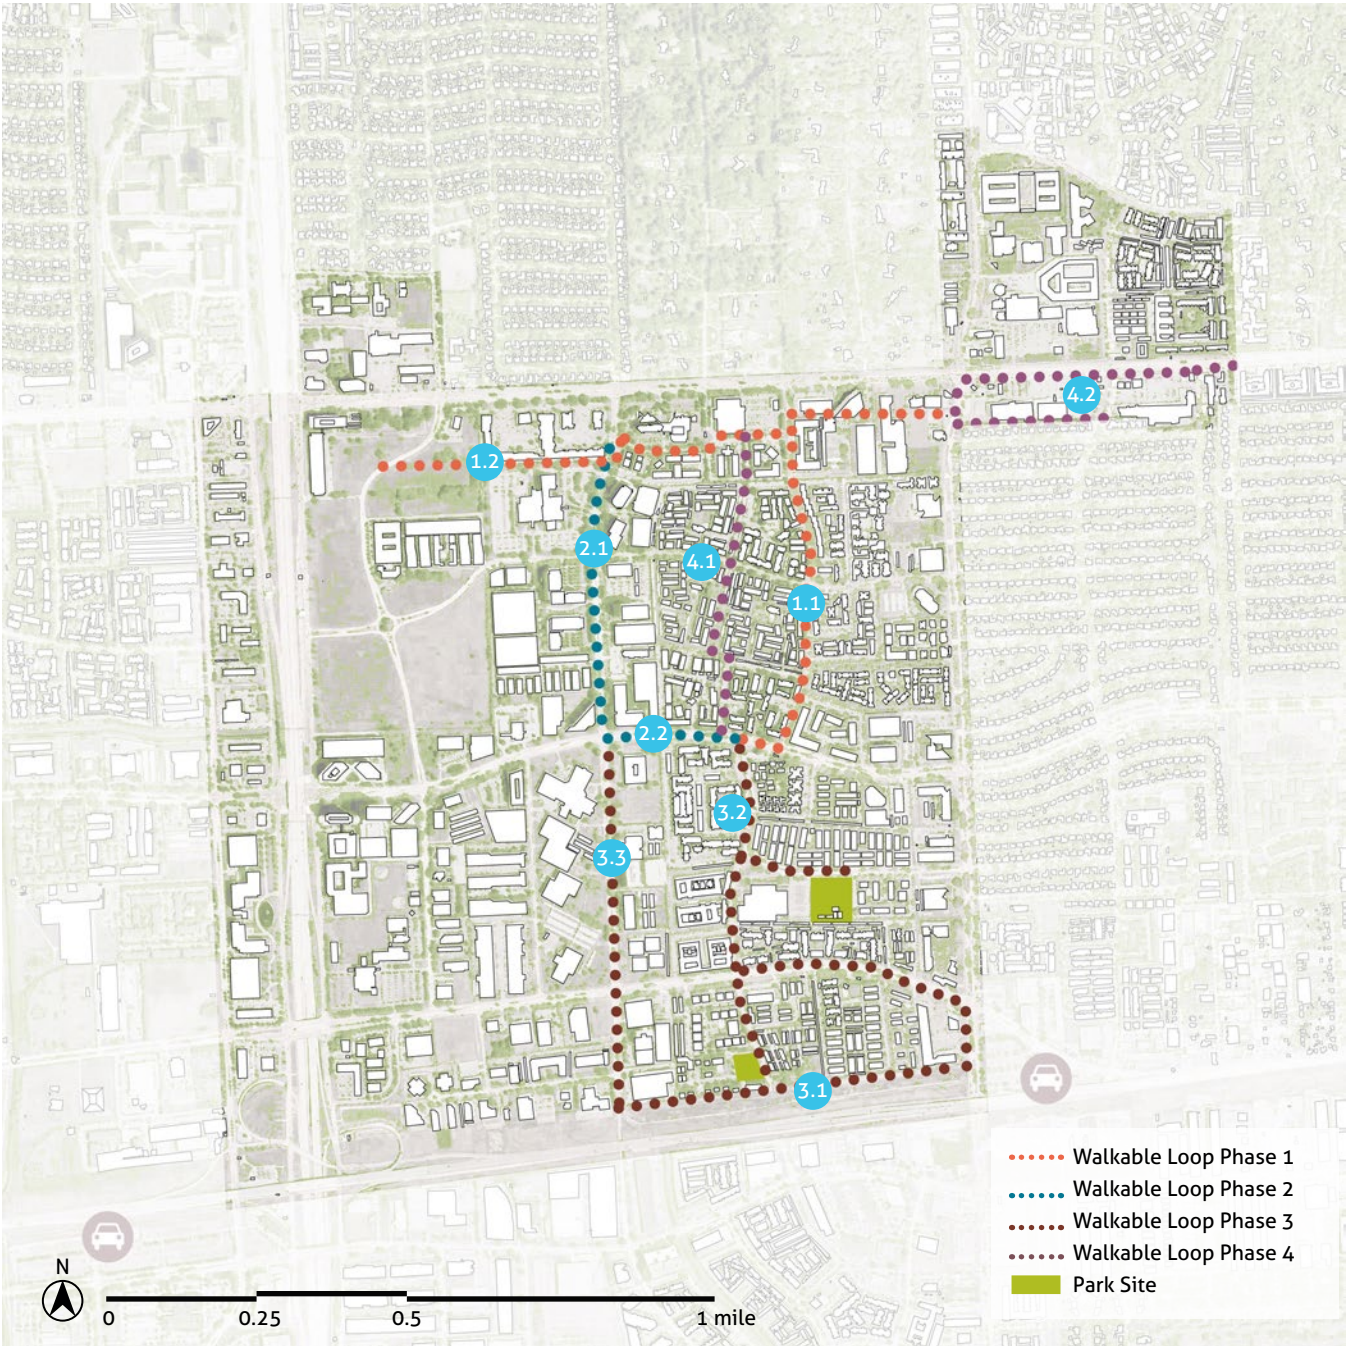 4.2
1.2
2.1
4.1
1.1
2.2
3.2
3.3
3.1
Walkable Loop Phase 1
Walkable Loop Phase 2
Walkable Loop Phase 3
Walkable Loop Phase 4
Park Site
N
0 0.25 0.5 1 mile